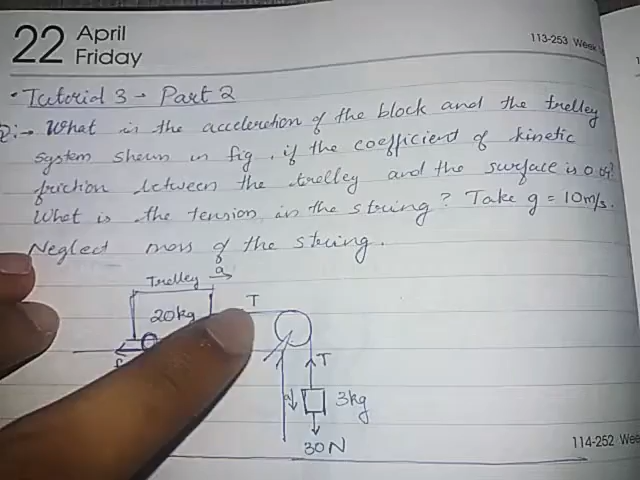 22 April
Friday
113-253 Week
• Tutorial 3 - Part 2
Q:- What is the acceleration of the block and the trolley
system shown in fig, if the coefficient of kinetic
friction between the trolley and the surface is 0.04?
What is the tension in the string? Take g = 10m/s.
Neglect mass of the string.
a
Trolley
T
20kg
T
a
3kg
30N
114-252 Wee